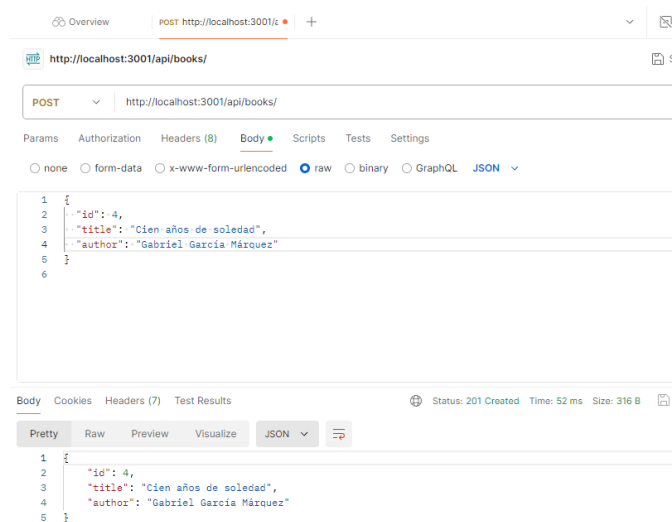 Overview POST http://localhost:3001/a
HTTP http://localhost:3001/api/books/
POST http://localhost:3001/api/books/
Params Authorization Headers (8) Body Scripts Tests Settings
none form-data x-www-form-urlencoded raw binary GraphQL JSON
1 {
2 "id": 4,
3 "title": "Cien años de soledad",
4 "author": "Gabriel García Márquez"
5 }
6
Body Cookies Headers (7) Test Results Status: 201 Created Time: 52 ms Size: 316 B
Pretty Raw Preview Visualize JSON
1 {
2 "id": 4,
3 "title": "Cien años de soledad",
4 "author": "Gabriel García Márquez"
5 }